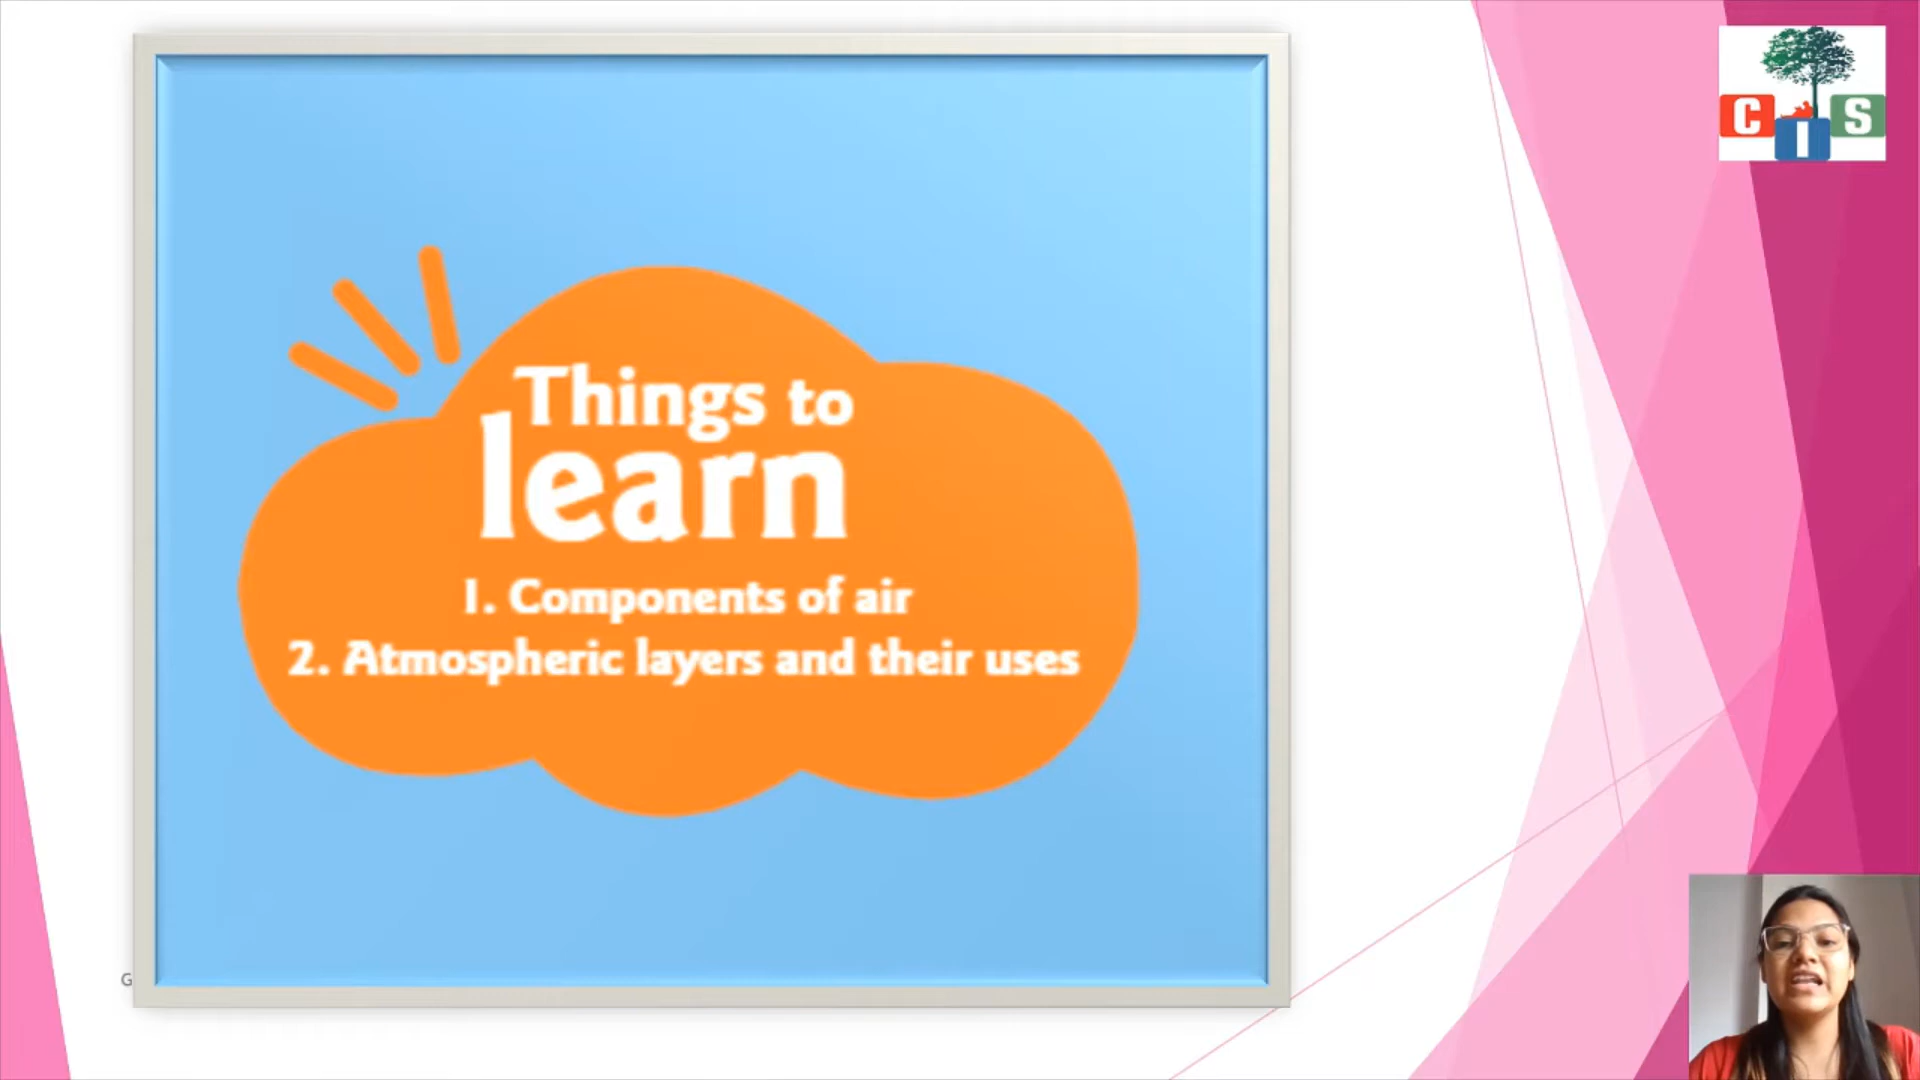 C I S
Things to
learn
1. Components of air
2. Atmospheric layers and their uses
G